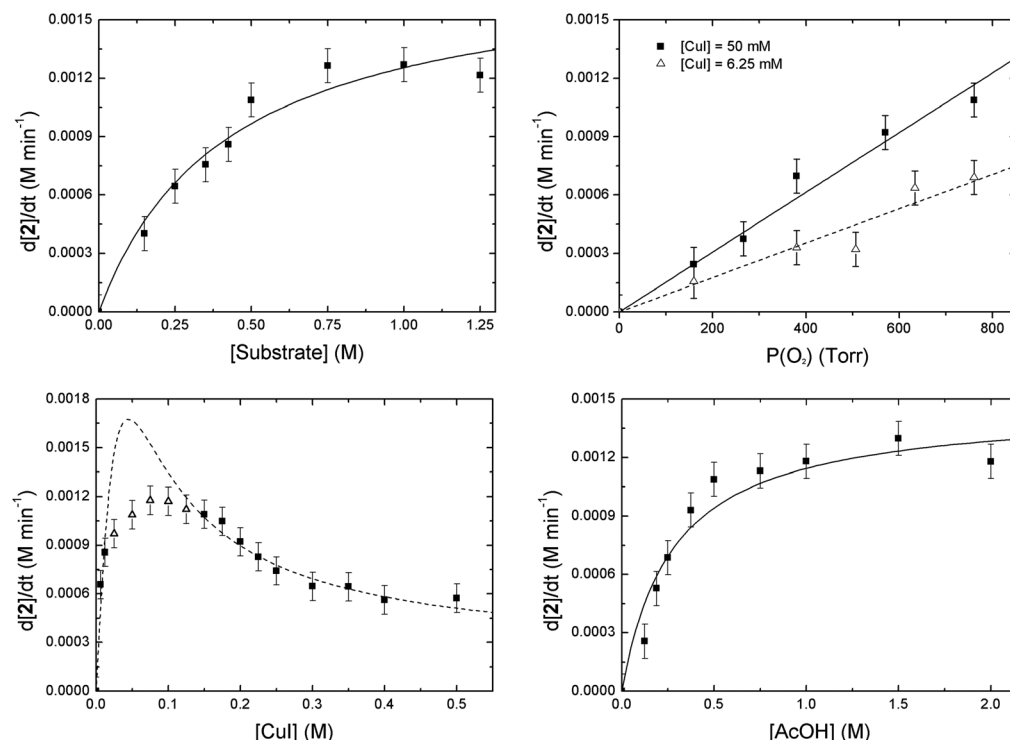 0.0015
0.0012
0.0009
0.0006
0.0003
0.0000
d[2]/dt (M min⁻¹)
0.00 0.25 0.50 0.75 1.00 1.25
[Substrate] (M)
0.0015
0.0012
0.0009
0.0006
0.0003
0.0000
d[2]/dt (M min⁻¹)
[CuI] = 50 mM
[CuI] = 6.25 mM
0 200 400 600 800
P(O₂) (Torr)
0.0018
0.0015
0.0012
0.0009
0.0006
0.0003
0.0000
d[2]/dt (M min⁻¹)
0.0 0.1 0.2 0.3 0.4 0.5
[CuI] (M)
0.0015
0.0012
0.0009
0.0006
0.0003
0.0000
d[2]/dt (M min⁻¹)
0.0 0.5 1.0 1.5 2.0
[AcOH] (M)